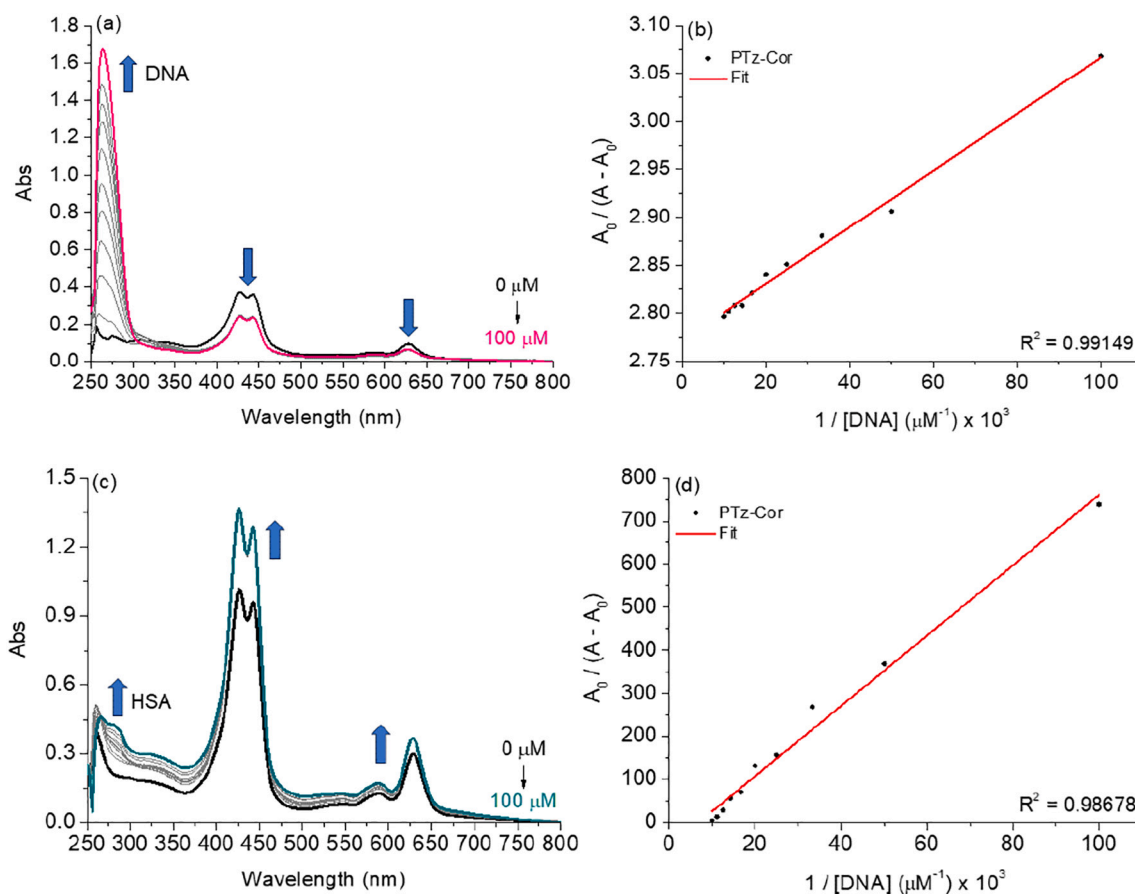 (a)
1.8
1.6
1.4
1.2
1.0
0.8
0.6
0.4
0.2
0.0
Abs
DNA
0 μM
100 μM
250 300 350 400 450 500 550 600 650 700 750 800
Wavelength (nm)
(b)
PTz-Cor
Fit
3.05
3.00
2.95
2.90
2.85
2.80
2.75
A₀ / (A - A₀)
R² = 0.99149
0 20 40 60 80 100
1 / [DNA] (μM⁻¹) x 10³
(c)
1.5
1.2
0.9
0.6
0.3
0.0
Abs
HSA
0 μM
100 μM
250 300 350 400 450 500 550 600 650 700 750 800
Wavelength (nm)
(d)
PTz-Cor
Fit
800
700
600
500
400
300
200
100
0
A₀ / (A - A₀)
R² = 0.98678
0 20 40 60 80 100
1 / [DNA] (μM⁻¹) x 10³